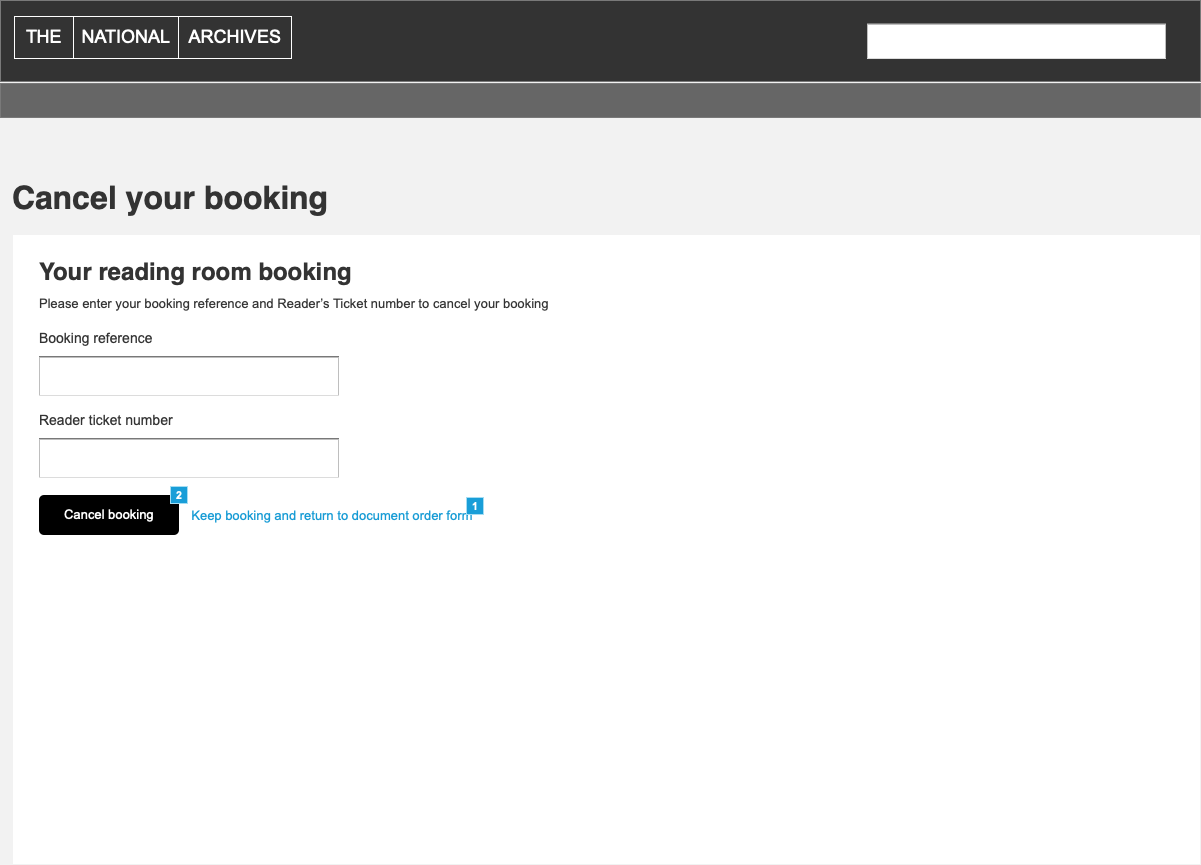 THE NATIONAL ARCHIVES
Cancel your booking
Your reading room booking
Please enter your booking reference and Reader’s Ticket number to cancel your booking
Booking reference
Reader ticket number
2
1
Cancel booking
Keep booking and return to document order form